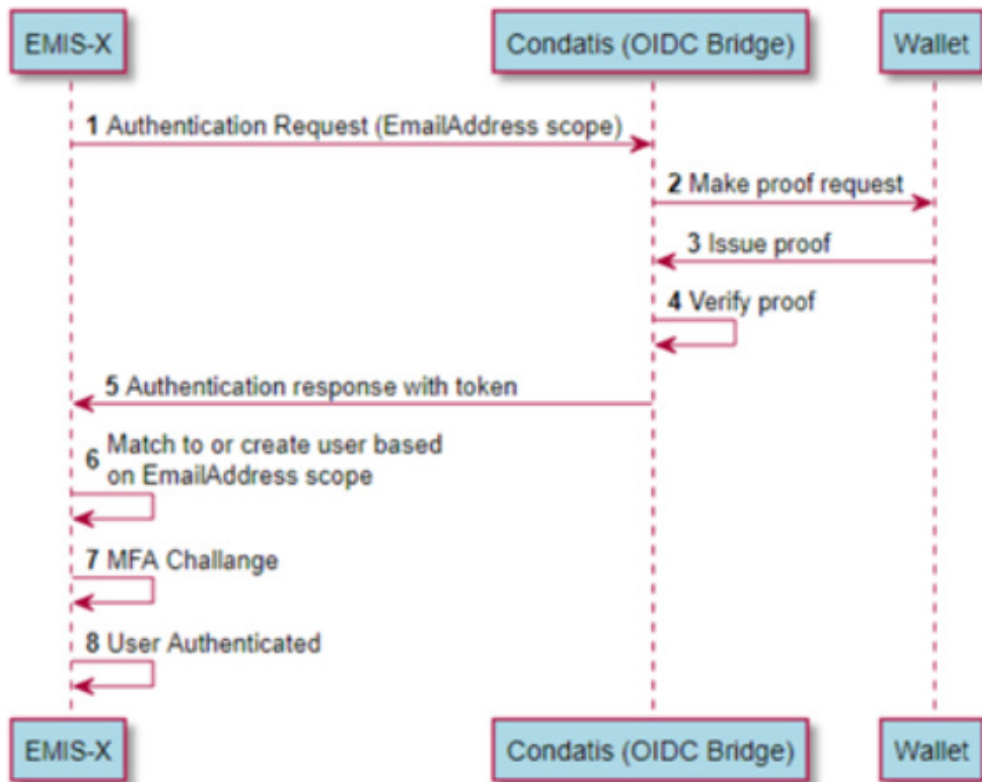 EMIS-X
Condatis (OIDC Bridge)
Wallet
1 Authentication Request (EmailAddress scope)
2 Make proof request
3 Issue proof
4 Verify proof
5 Authentication response with token
6 Match to or create user based
on EmailAddress scope
7 MFA Challange
8 User Authenticated
EMIS-X
Condatis (OIDC Bridge)
Wallet